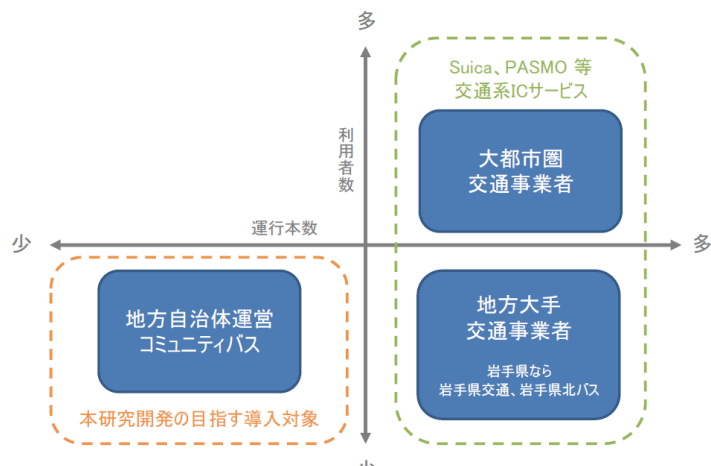 多
Suica、PASMO 等
交通系ICサービス
利用者数
大都市圏
交通事業者
運行本数
少
多
地方自治体運営
コミュニティバス
地方大手
交通事業者
岩手県なら
岩手県交通、岩手県北バス
本研究開発の目指す導入対象